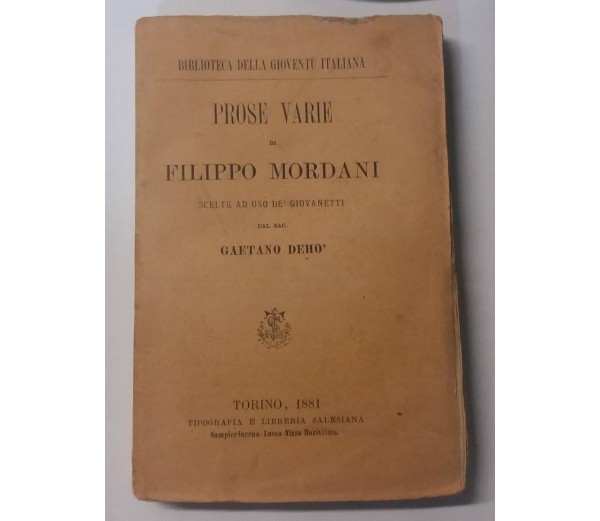 BIBLIOTECA DELLA GIOVENTÙ ITALIANA
PROSE VARIE
DI
FILIPPO MORDANI
SCELTE AD USO DE' GIOVANETTI
DAL SAC.
GAETANO DEHO'
TORINO, 1881
TIPOGRAFIA E LIBRERIA SALESIANA
Sampierdarena-Lucca-Nizza Marittima.